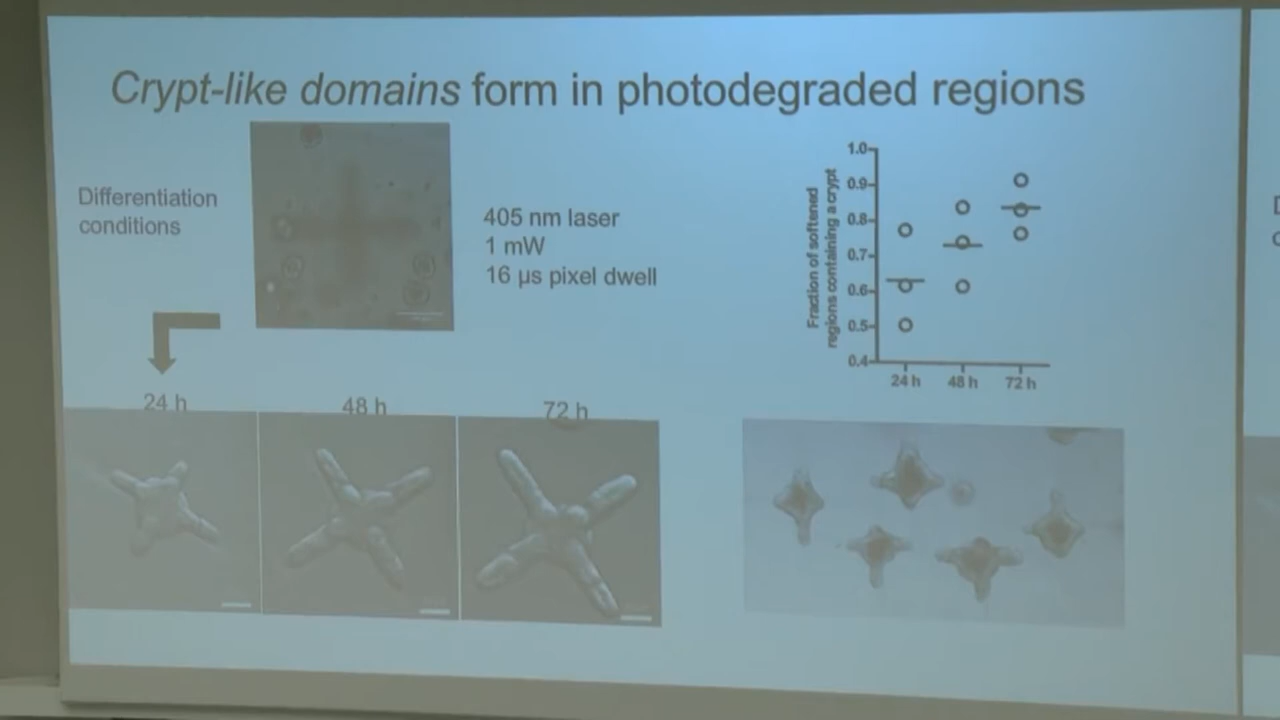 Crypt-like domains form in photodegraded regions
Differentiation
conditions
405 nm laser
1 mW
16 µs pixel dwell
24 h
48 h
72 h
Fraction of softened
regions containing a crypt
1.0
0.9
0.8
0.7
0.6
0.5
0.4
24 h
48 h
72 h